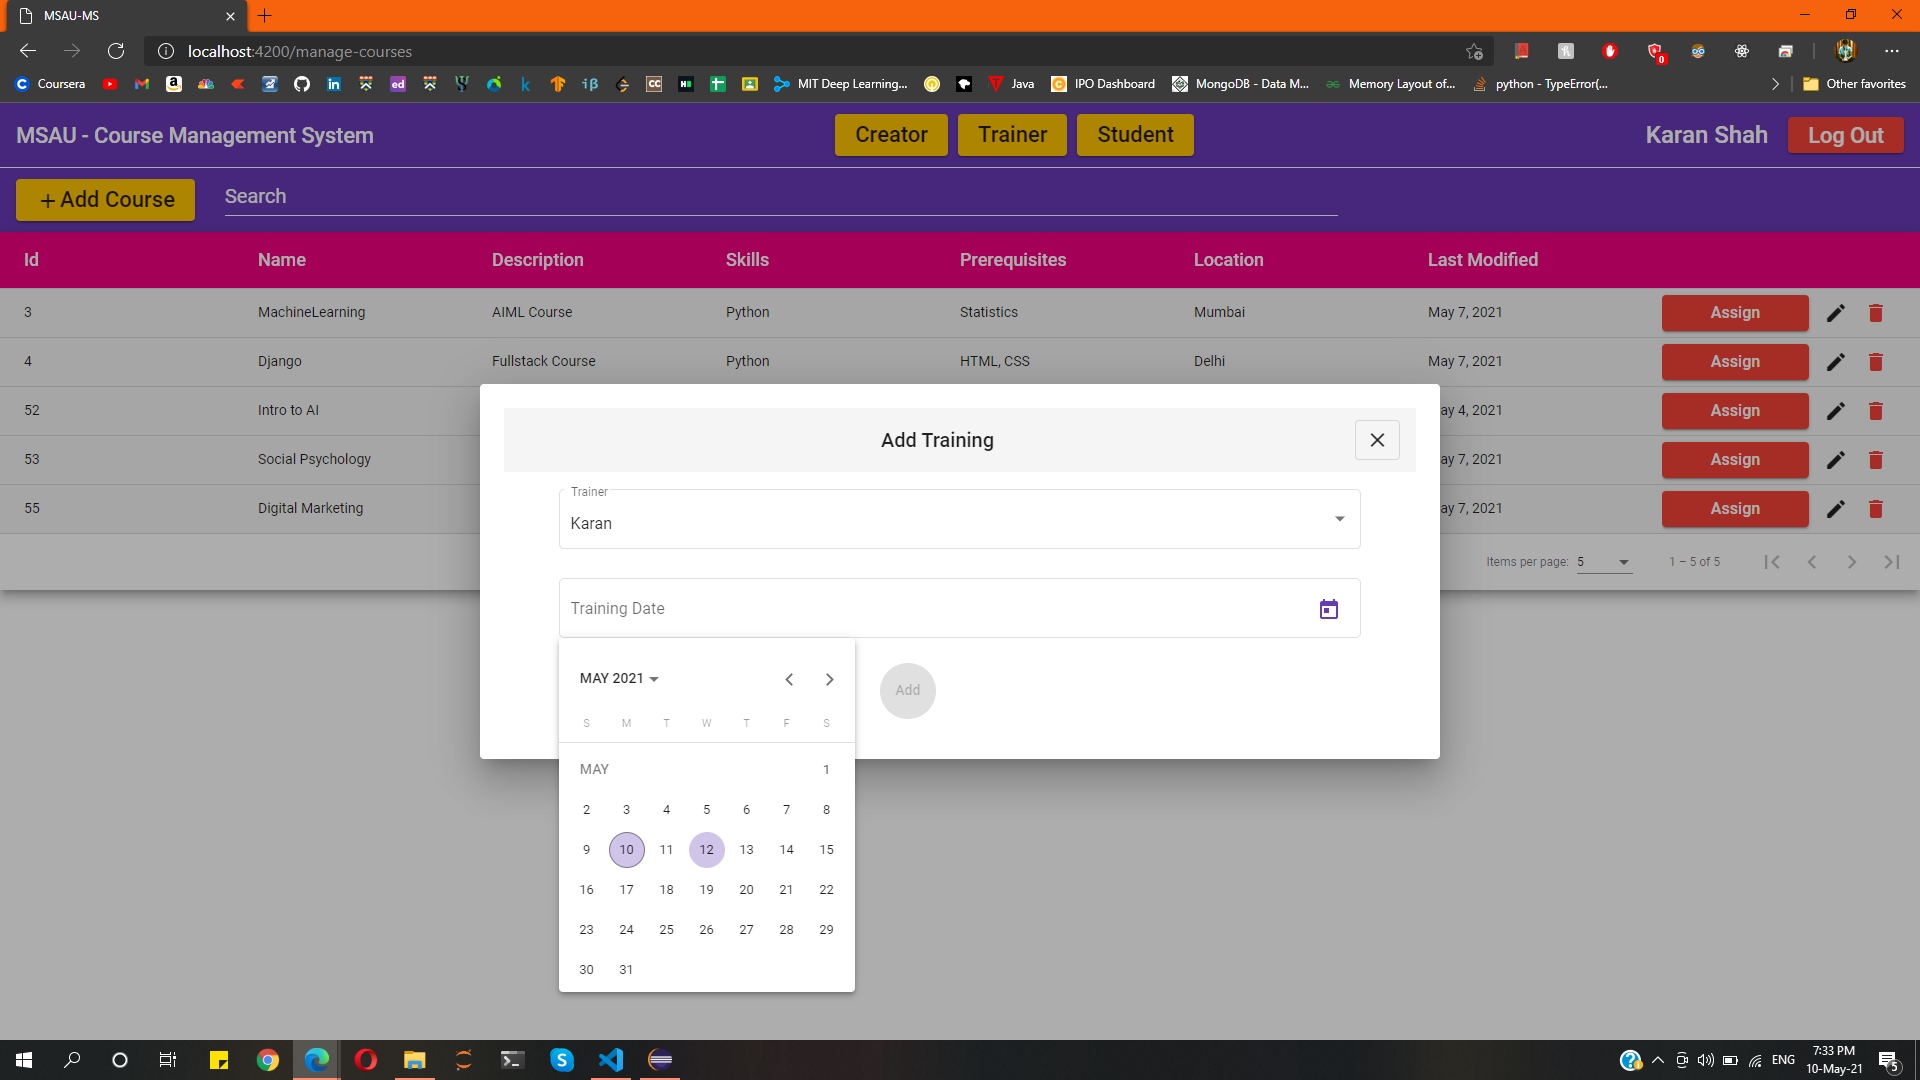 MSAU-MS
localhost:4200/manage-courses
0
Coursera
MIT Deep Learning...
Java
IPO Dashboard
MongoDB - Data M...
Memory Layout of...
python - TypeError(...
Other favorites
MSAU - Course Management System
Creator
Trainer
Student
Karan Shah
Log Out
+ Add Course
Search
Id Name Description Skills Prerequisites Location Last Modified
3 MachineLearning AIML Course Python Statistics Mumbai May 7, 2021 Assign
4 Django Fullstack Course Python HTML, CSS Delhi May 7, 2021 Assign
52 Intro to AI ay 4, 2021 Assign
53 Social Psychology ay 7, 2021 Assign
55 Digital Marketing ay 7, 2021 Assign
Items per page: 5 1 – 5 of 5
Add Training
Trainer
Karan
Training Date
Add
MAY 2021
S M T W T F S
MAY 1
2 3 4 5 6 7 8
9 10 11 12 13 14 15
16 17 18 19 20 21 22
23 24 25 26 27 28 29
30 31
ENG
7:33 PM
10-May-21
5